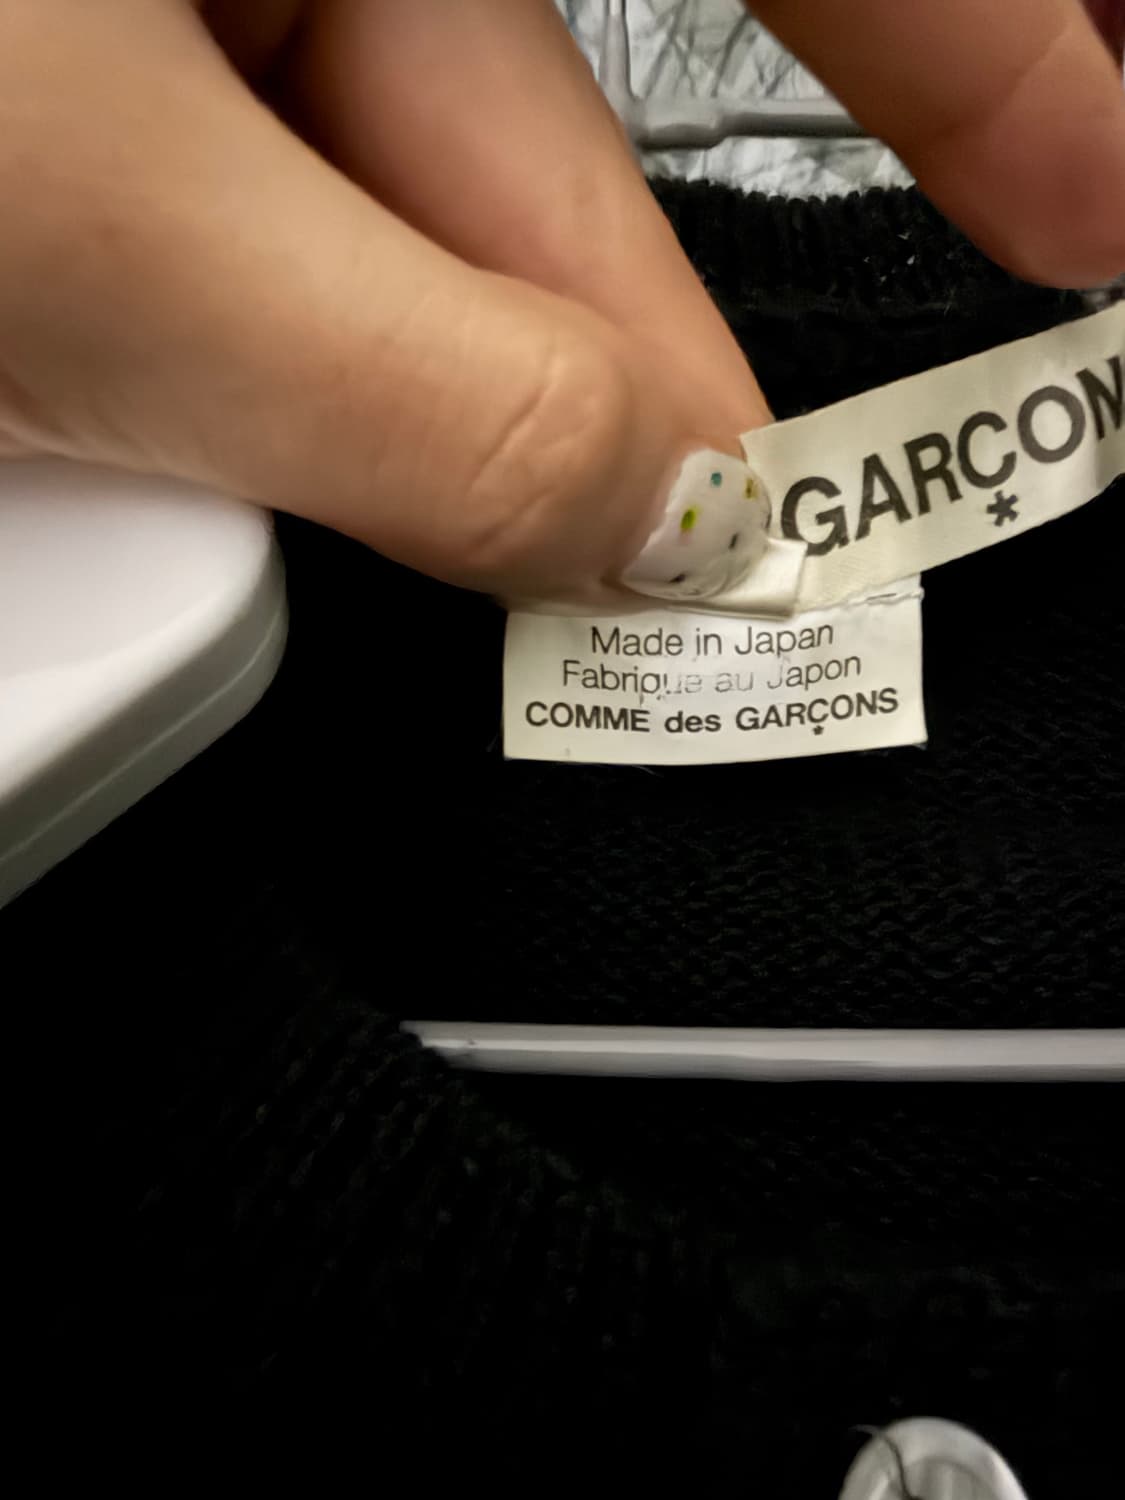 GARÇON
Made in Japan
Fabrique au Japon
COMME des GARÇONS